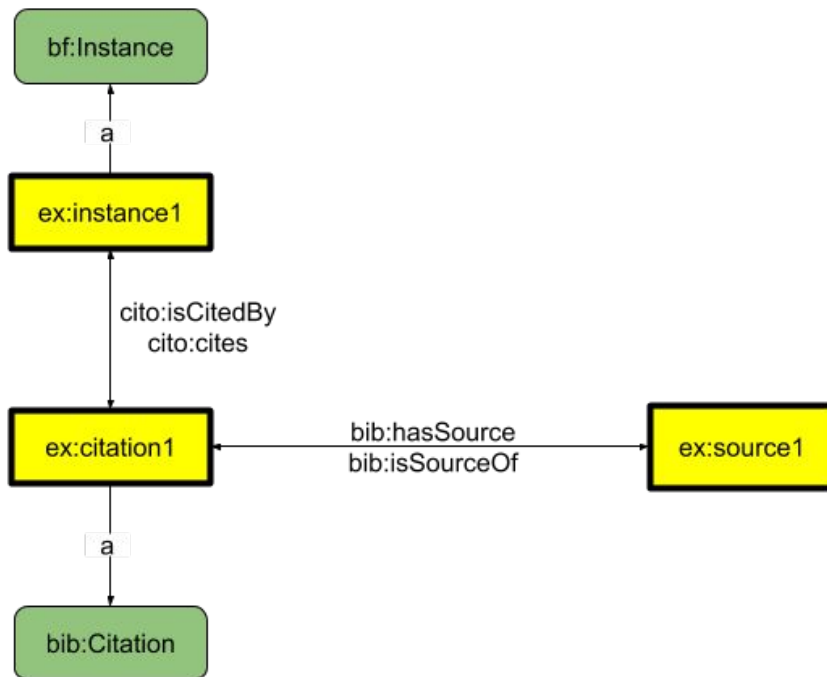 bf:Instance
a
ex:instance1
cito:isCitedBy
cito:cites
ex:citation1
bib:hasSource
bib:isSourceOf
ex:source1
a
bib:Citation